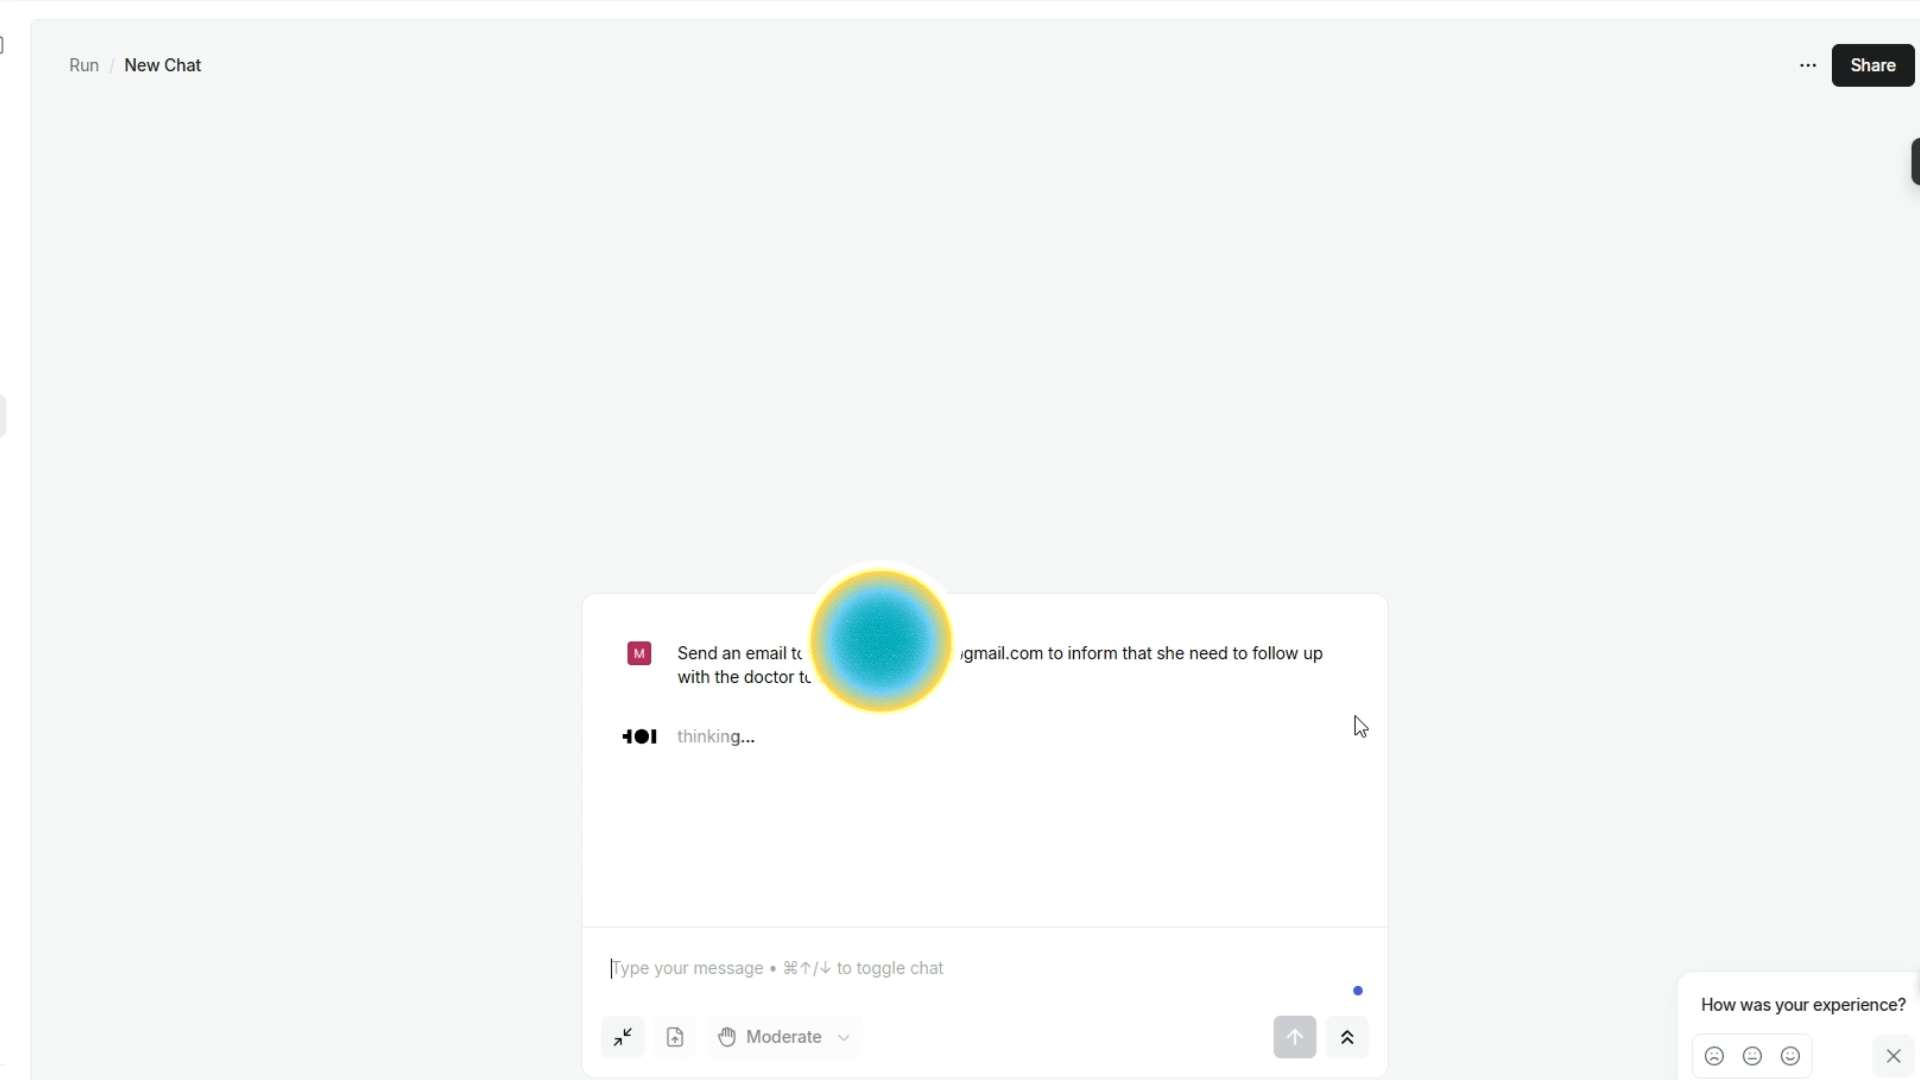 Run / New Chat
... Share
M Send an email to gmail.com to inform that she need to follow up
with the doctor
thinking...
Type your message • ⌘↑/↓ to toggle chat
Moderate
How was your experience?